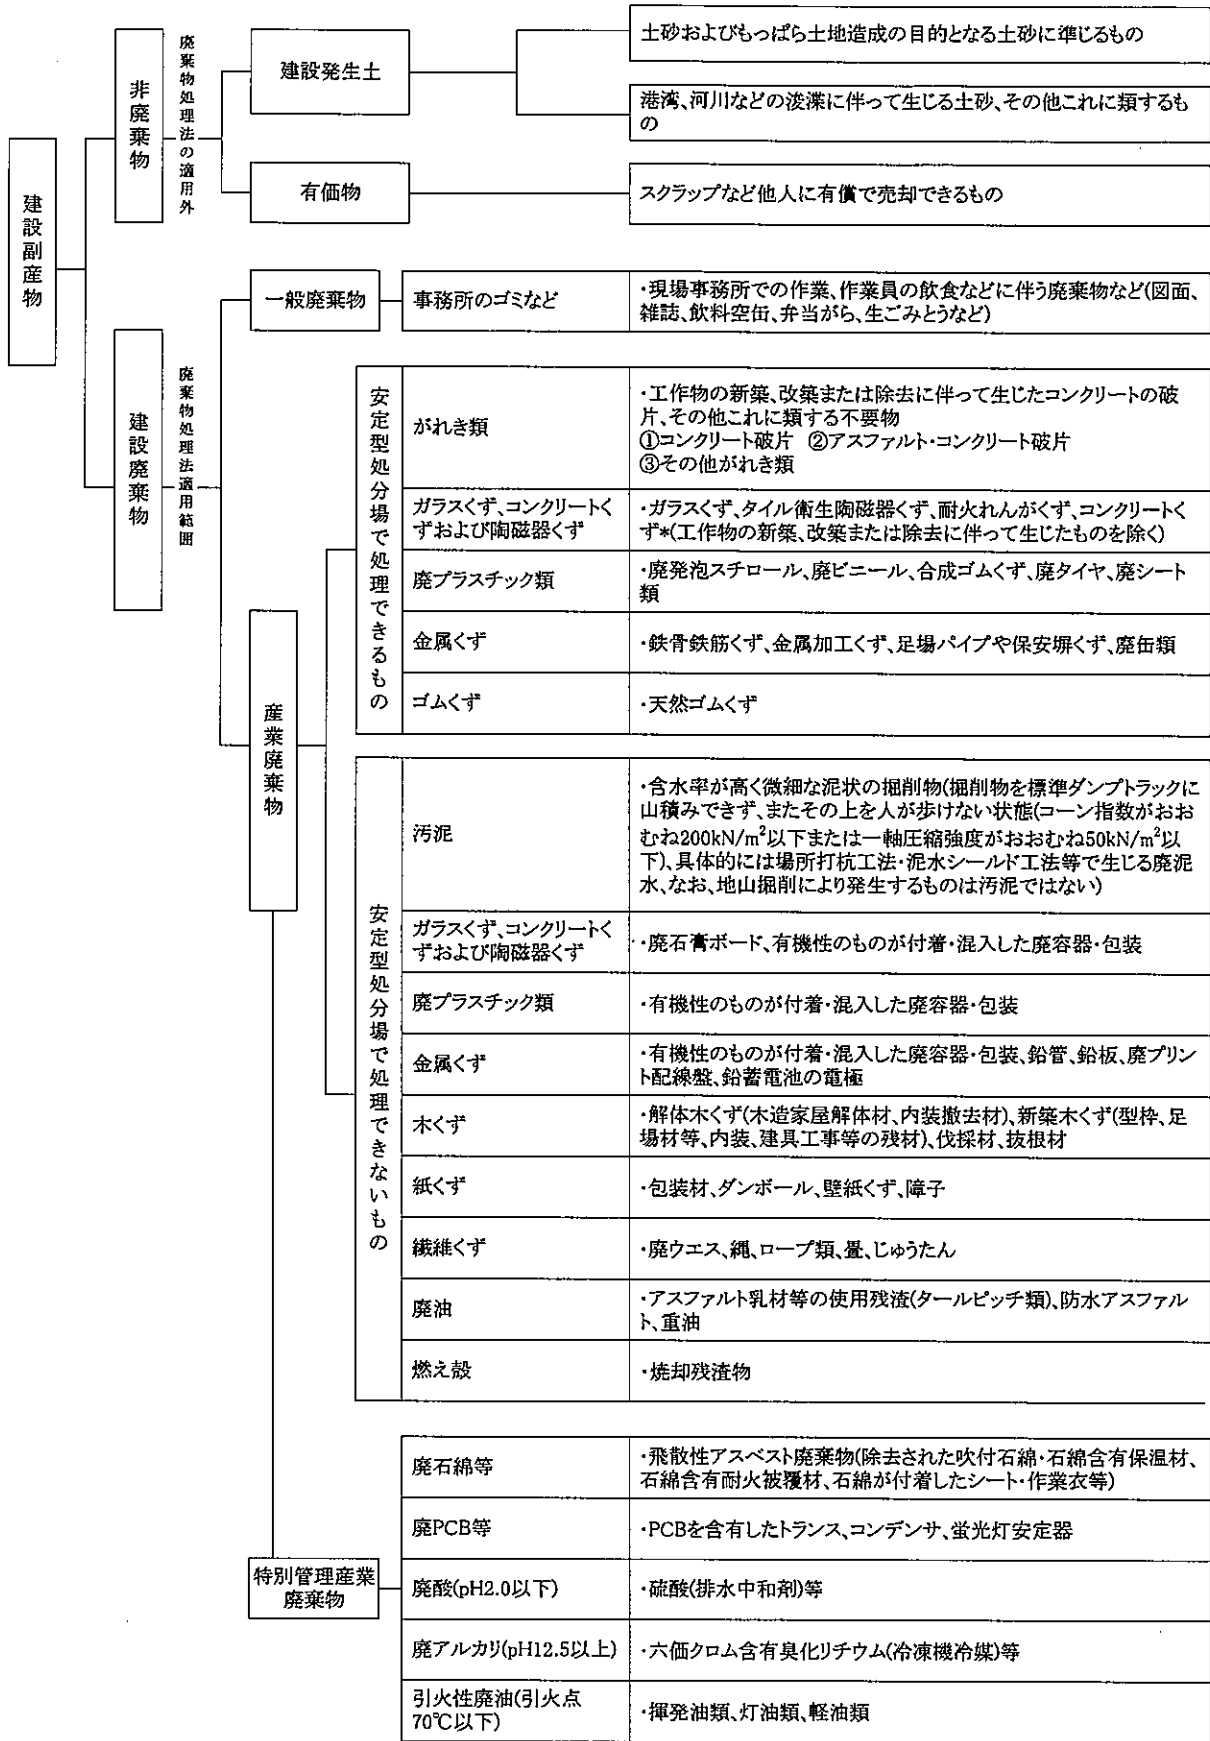 建設副産物
非廃棄物
廃棄物処理法の適用外
建設発生土
土砂およびもっぱら土地造成の目的となる土砂に準じるもの
港湾、河川などの浚渫に伴って生じる土砂、その他これに類するも
の
有価物
スクラップなど他人に有償で売却できるもの
建設廃棄物
廃棄物処理法適用範囲
一般廃棄物
事務所のゴミなど
・現場事務所での作業、作業員の飲食などに伴う廃棄物など(図面、
雑誌、飲料空缶、弁当がら、生ごみとうなど)
産業廃棄物
安定型処分場で処理できるもの
がれき類
・工作物の新築、改築または除去に伴って生じたコンクリートの破
片、その他これに類する不要物
①コンクリート破片 ②アスファルト・コンクリート破片
③その他がれき類
ガラスくず、コンクリートく
ずおよび陶磁器くず
・ガラスくず、タイル衛生陶磁器くず、耐火れんがくず、コンクリートく
ず*(工作物の新築、改築または除去に伴って生じたものを除く)
廃プラスチック類
・廃発泡スチロール、廃ビニール、合成ゴムくず、廃タイヤ、廃シート
類
金属くず
・鉄骨鉄筋くず、金属加工くず、足場パイプや保安塀くず、廃缶類
ゴムくず
・天然ゴムくず
安定型処分場で処理できないもの
汚泥
・含水率が高く微細な泥状の掘削物(掘削物を標準ダンプトラックに
山積みできず、またその上を人が歩けない状態(コーン指数がおお
むね200kN/m²以下または一軸圧縮強度がおおむね50kN/m²以
下)、具体的には場所打杭工法・泥水シールド工法等で生じる廃泥
水、なお、地山掘削により発生するものは汚泥ではない)
ガラスくず、コンクリートく
ずおよび陶磁器くず
・廃石膏ボード、有機性のものが付着・混入した廃容器・包装
廃プラスチック類
・有機性のものが付着・混入した廃容器・包装
金属くず
・有機性のものが付着・混入した廃容器・包装、鉛管、鉛板、廃プリン
ト配線盤、鉛蓄電池の電極
木くず
・解体木くず(木造家屋解体材、内装撤去材)、新築木くず(型枠、足
場材等、内装、建具工事等の残材)、伐採材、抜根材
紙くず
・包装材、ダンボール、壁紙くず、障子
繊維くず
・廃ウエス、縄、ロープ類、畳、じゅうたん
廃油
・アスファルト乳材等の使用残渣(タールピッチ類)、防水アスファル
ト、重油
燃え殻
・焼却残渣物
特別管理産業
廃棄物
廃石綿等
・飛散性アスベスト廃棄物(除去された吹付石綿・石綿含有保温材、
石綿含有耐火被覆材、石綿が付着したシート・作業衣等)
廃PCB等
・PCBを含有したトランス、コンデンサ、蛍光灯安定器
廃酸(pH2.0以下)
・硫酸(排水中和剤)等
廃アルカリ(pH12.5以上)
・六価クロム含有臭化リチウム(冷凍機冷媒)等
引火性廃油(引火点
70℃以下)
・揮発油類、灯油類、軽油類